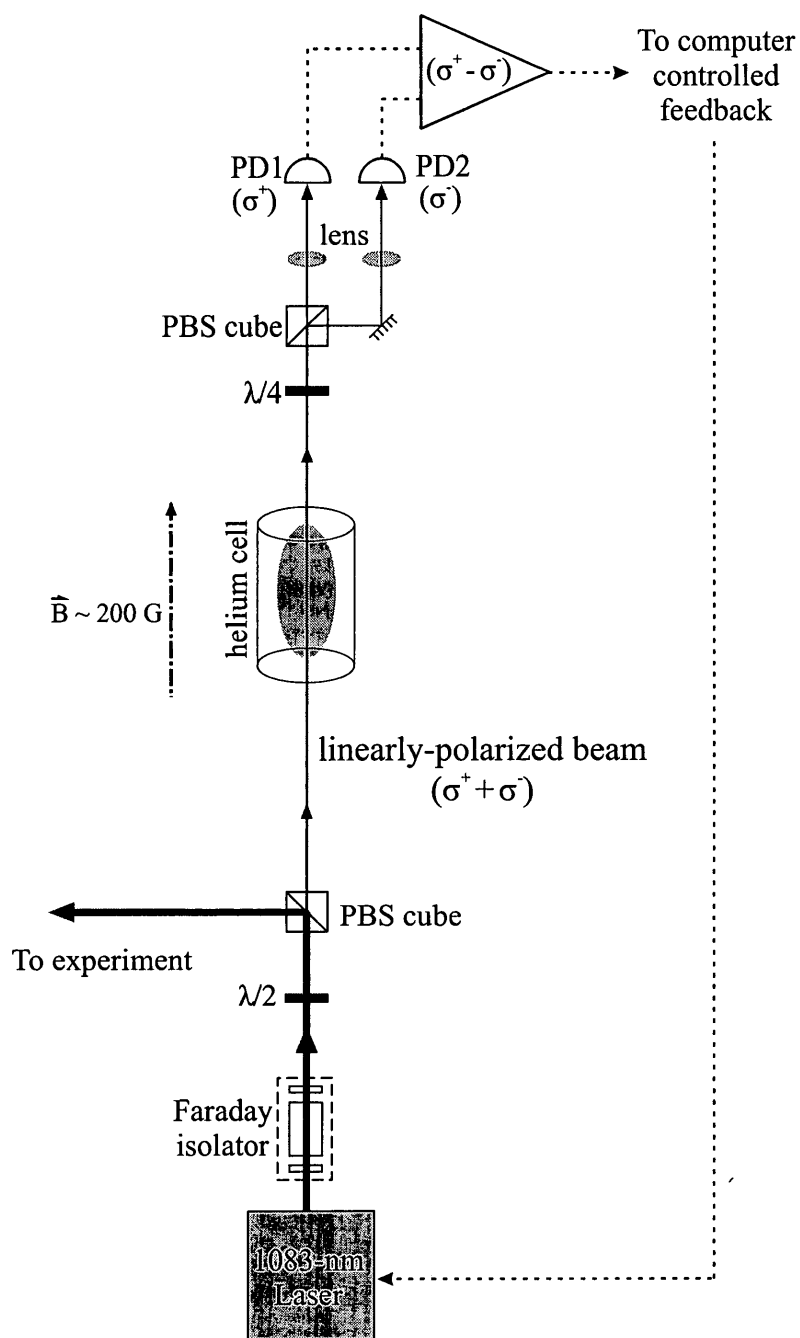 To computer
controlled
feedback
(σ⁺ - σ⁻)
PD1
(σ⁺)
PD2
(σ⁻)
lens
PBS cube
λ/4
helium cell
B⃗ ~ 200 G
linearly-polarized beam
(σ⁺ + σ⁻)
PBS cube
To experiment
λ/2
Faraday
isolator
1083-nm
Laser